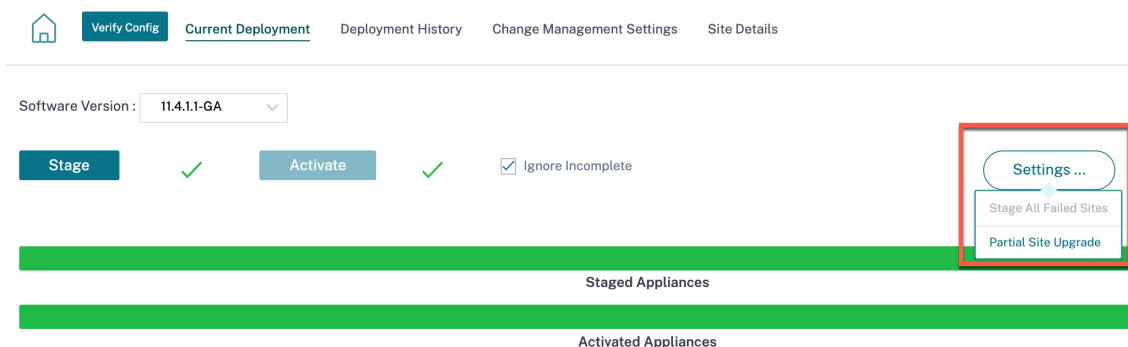 Verify Config Current Deployment Deployment History Change Management Settings Site Details
Software Version : 11.4.1.1-GA
Stage Activate Ignore Incomplete
Settings ...
Stage All Failed Sites
Partial Site Upgrade
Staged Appliances
Activated Appliances